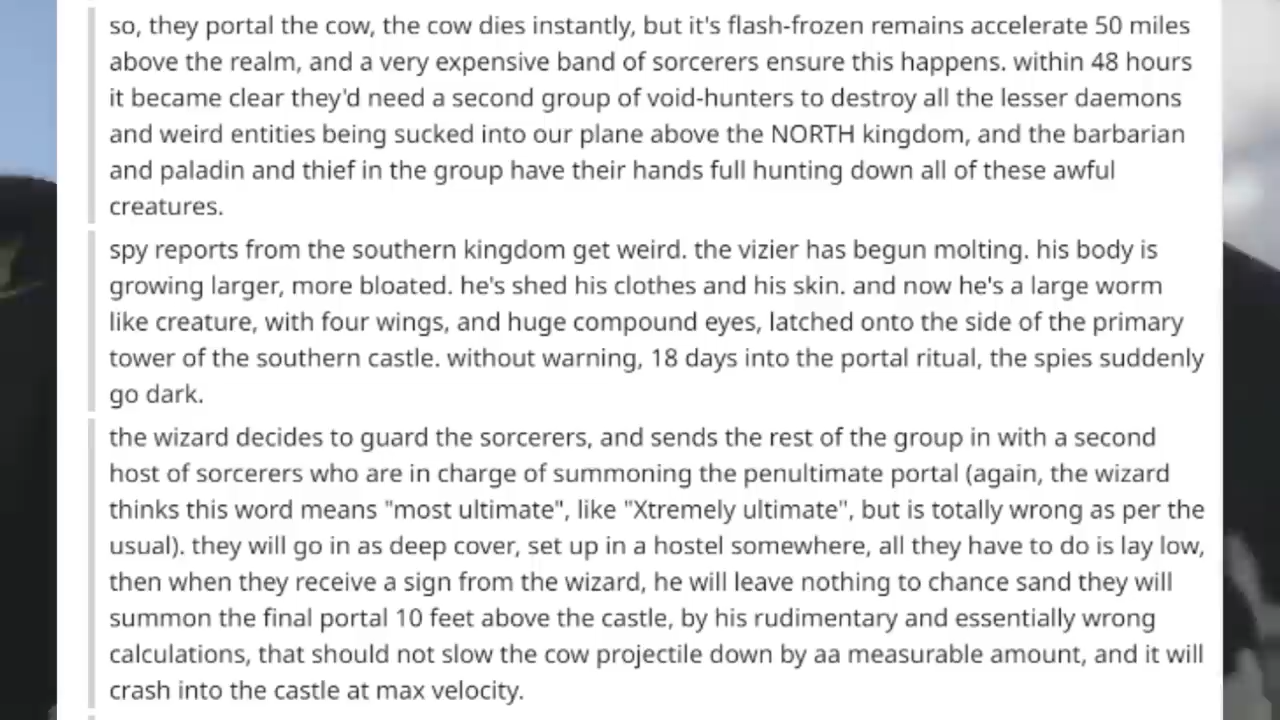 so, they portal the cow, the cow dies instantly, but it's flash-frozen remains accelerate 50 miles
above the realm, and a very expensive band of sorcerers ensure this happens. within 48 hours
it became clear they'd need a second group of void-hunters to destroy all the lesser daemons
and weird entities being sucked into our plane above the NORTH kingdom, and the barbarian
and paladin and thief in the group have their hands full hunting down all of these awful
creatures.
spy reports from the southern kingdom get weird. the vizier has begun molting. his body is
growing larger, more bloated. he's shed his clothes and his skin. and now he's a large worm
like creature, with four wings, and huge compound eyes, latched onto the side of the primary
tower of the southern castle. without warning, 18 days into the portal ritual, the spies suddenly
go dark.
the wizard decides to guard the sorcerers, and sends the rest of the group in with a second
host of sorcerers who are in charge of summoning the penultimate portal (again, the wizard
thinks this word means "most ultimate", like "Xtremely ultimate", but is totally wrong as per the
usual). they will go in as deep cover, set up in a hostel somewhere, all they have to do is lay low,
then when they receive a sign from the wizard, he will leave nothing to chance sand they will
summon the final portal 10 feet above the castle, by his rudimentary and essentially wrong
calculations, that should not slow the cow projectile down by aa measurable amount, and it will
crash into the castle at max velocity.